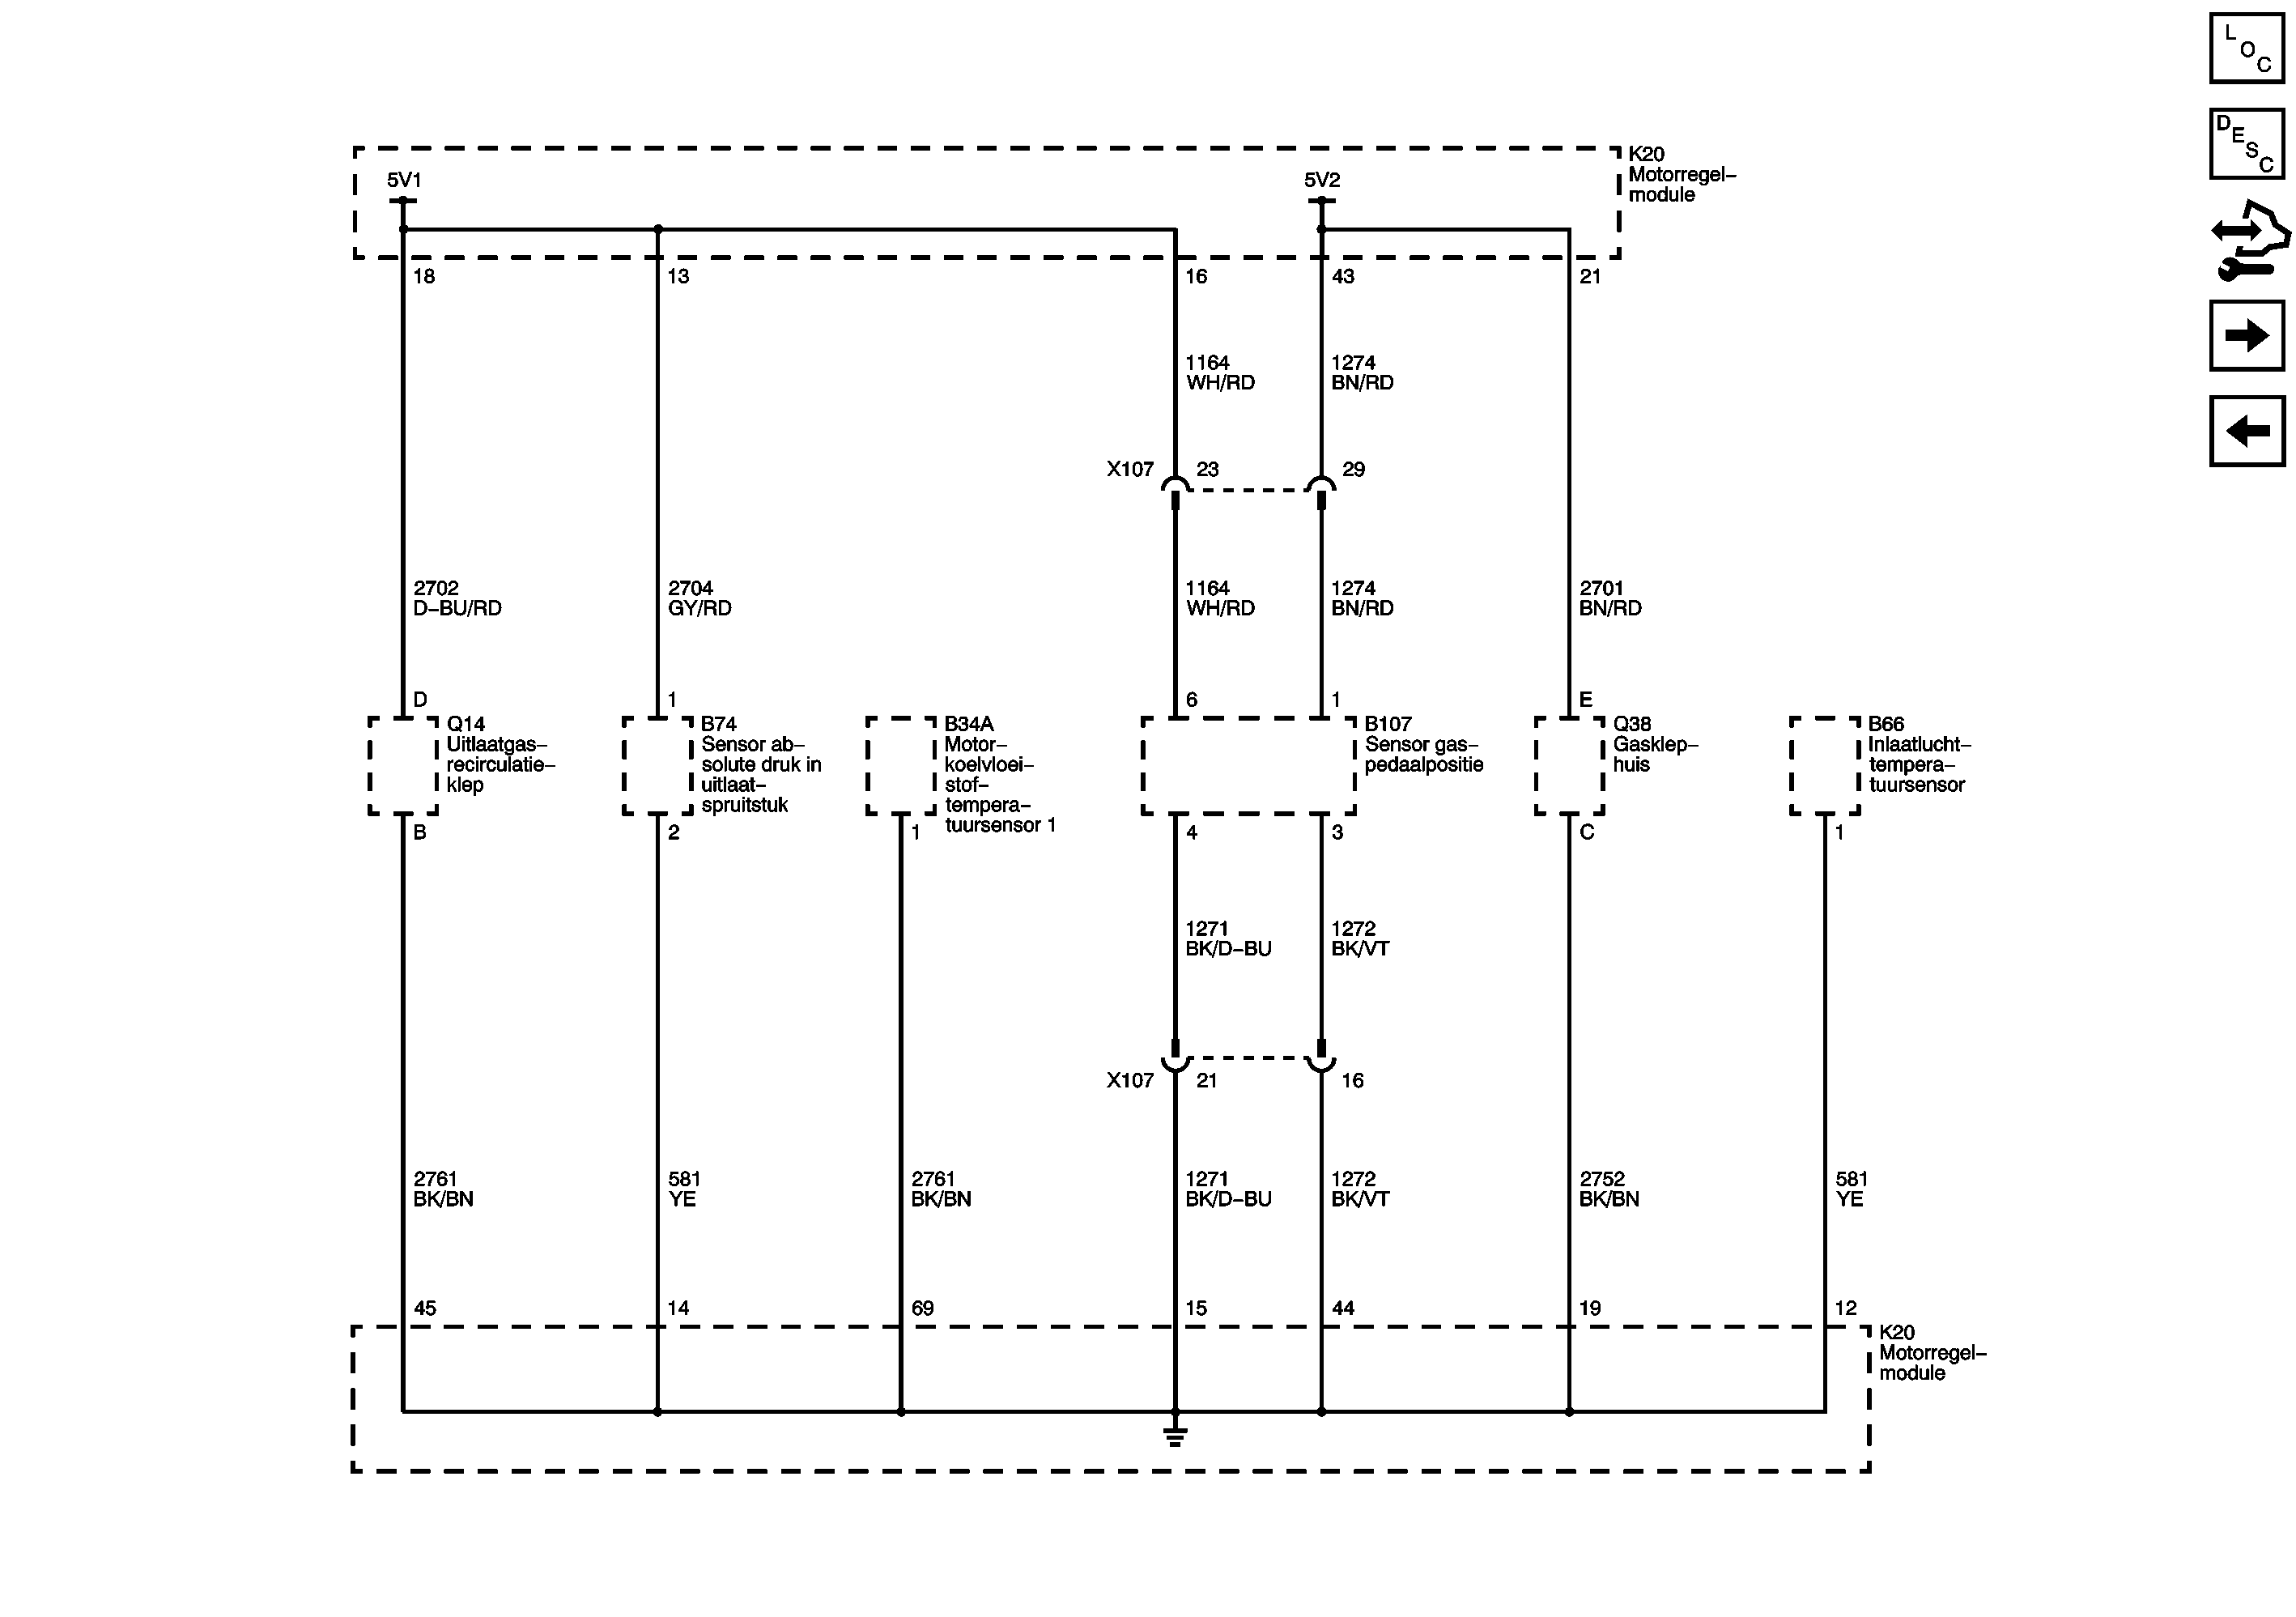 L
O
C
D
E
S
C
K20
Motorregel–
module
5V1
5V2
18
13
16
43
21
1164
WH/RD
1274
BN/RD
X107
23
29
2702
D–BU/RD
2704
GY/RD
1164
WH/RD
1274
BN/RD
2701
BN/RD
D
1
6
1
E
Q14
Uitlaatgas–
recirculatie–
klep
B74
Sensor ab–
solute druk in
uitlaat–
spruitstuk
B34A
Motor–
koelvloei–
stof–
tempera–
tuursensor 1
B107
Sensor gas–
pedaalpositie
Q38
Gasklep–
huis
B66
Inlaatlucht–
tempera–
tuursensor
B
2
1
4
3
C
1
1271
BK/D–BU
1272
BK/VT
X107
21
16
2761
BK/BN
581
YE
2761
BK/BN
1271
BK/D–BU
1272
BK/VT
2752
BK/BN
581
YE
45
14
69
15
44
19
12
K20
Motorregel–
module